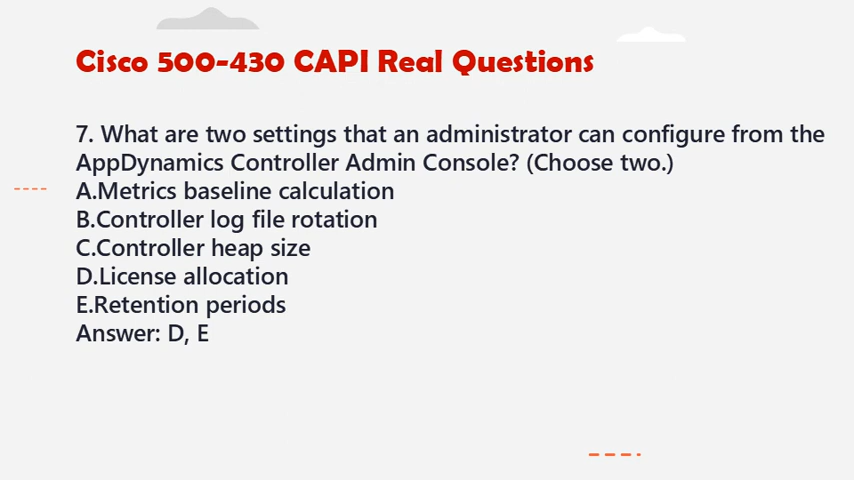 Cisco 500-430 CAPI Real Questions
7. What are two settings that an administrator can configure from the
AppDynamics Controller Admin Console? (Choose two.)
A.Metrics baseline calculation
B.Controller log file rotation
C.Controller heap size
D.License allocation
E.Retention periods
Answer: D, E